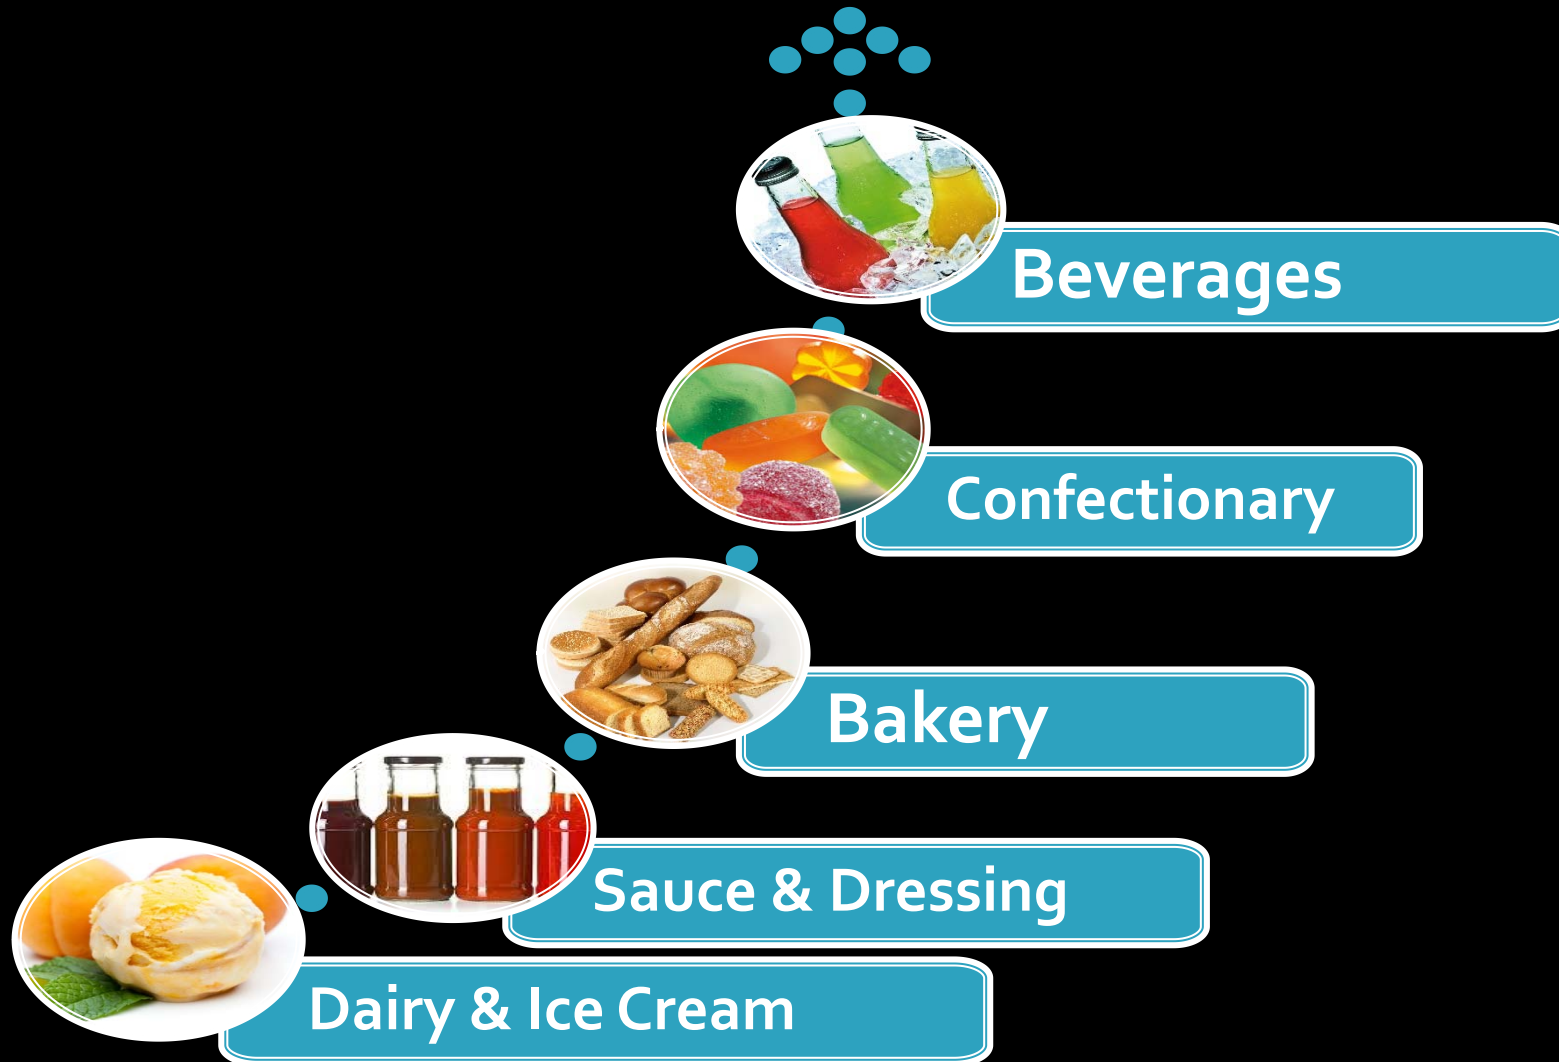 Beverages
Confectionary
Bakery
Sauce & Dressing
Dairy & Ice Cream